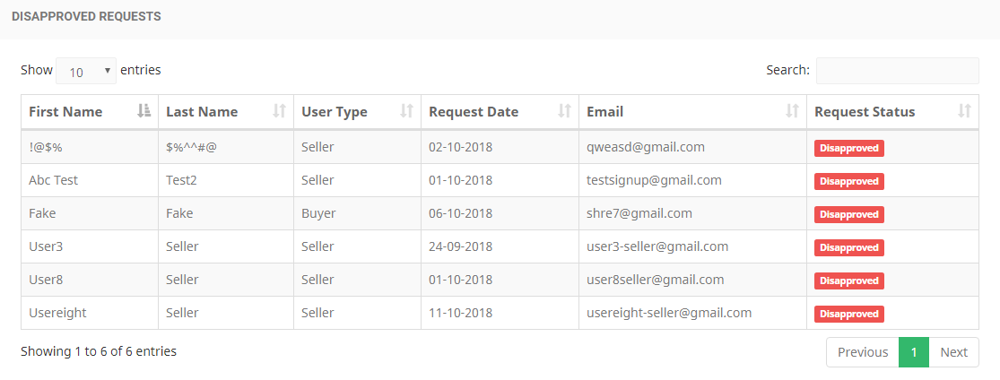 DISAPPROVED REQUESTS
Show 10 entries Search:
First Name Last Name User Type Request Date Email Request Status
!@$% $%^^#@ Seller 02-10-2018 qweasd@gmail.com Disapproved
Abc Test Test2 Seller 01-10-2018 testsignup@gmail.com Disapproved
Fake Fake Buyer 06-10-2018 shre7@gmail.com Disapproved
User3 Seller Seller 24-09-2018 user3-seller@gmail.com Disapproved
User8 Seller Seller 01-10-2018 user8seller@gmail.com Disapproved
Usereight Seller Seller 11-10-2018 usereight-seller@gmail.com Disapproved
Showing 1 to 6 of 6 entries Previous 1 Next